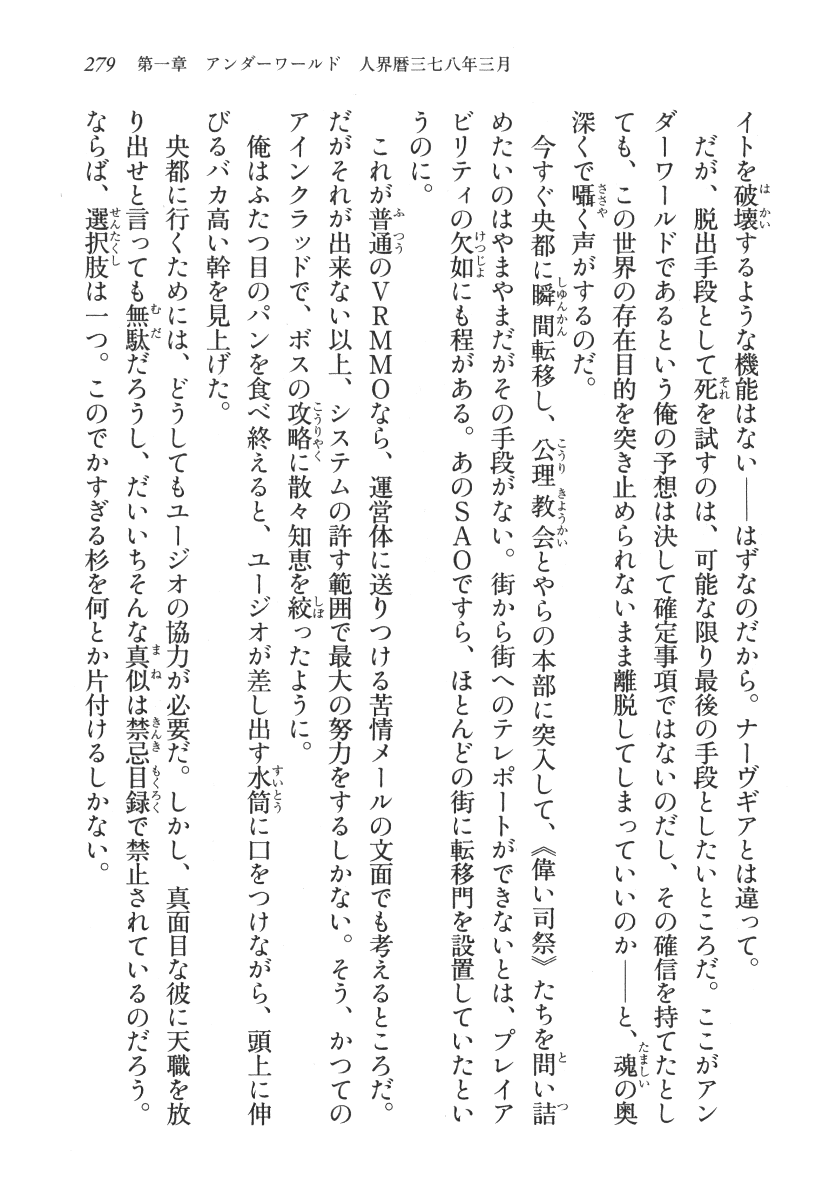 279　第一章　アンダーワールド　人界暦三七八年三月
イトを破壊するような機能はない――はずなのだから。ナーヴギアとは違って。
　だが、脱出手段として死を試すのは、可能な限り最後の手段としたいところだ。ここがアン
ダーワールドであるという俺の予想は決して確定事項ではないのだし、その確信を持てたとし
ても、この世界の存在目的を突き止められないまま離脱してしまっていいのか――と、魂の奥
深くで囁く声がするのだ。
　今すぐ央都に瞬間転移し、公理教会とやらの本部に突入して、《偉い司祭》たちを問い詰
めたいのはやまやまだがその手段がない。街から街へのテレポートができないとは、プレイア
ビリティの欠如にも程がある。あのＳＡＯですら、ほとんどの街に転移門を設置していたとい
うのに。
　これが普通のＶＲＭＭＯなら、運営体に送りつける苦情メールの文面でも考えるところだ。
だがそれが出来ない以上、システムの許す範囲で最大の努力をするしかない。そう、かつての
アインクラッドで、ボスの攻略に散々知恵を絞ったように。
　俺はふたつ目のパンを食べ終えると、ユージオが差し出す水筒に口をつけながら、頭上に伸
びるバカ高い幹を見上げた。
　央都に行くためには、どうしてもユージオの協力が必要だ。しかし、真面目な彼に天職を放
り出せと言っても無駄だろうし、だいいちそんな真似は禁忌目録で禁止されているのだろう。
ならば、選択肢は一つ。このでかすぎる杉を何とか片付けるしかない。